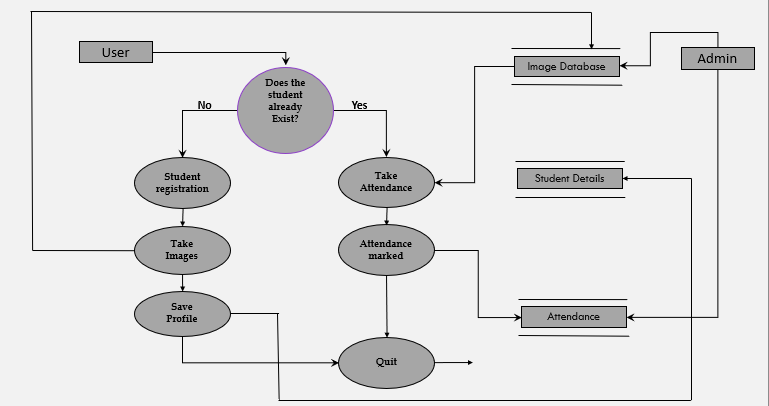 User
Image Database
Admin
Does the
student
already
Exist?
No
Yes
Student
registration
Take
Attendance
Student Details
Take
Images
Attendance
marked
Save
Profile
Attendance
Quit